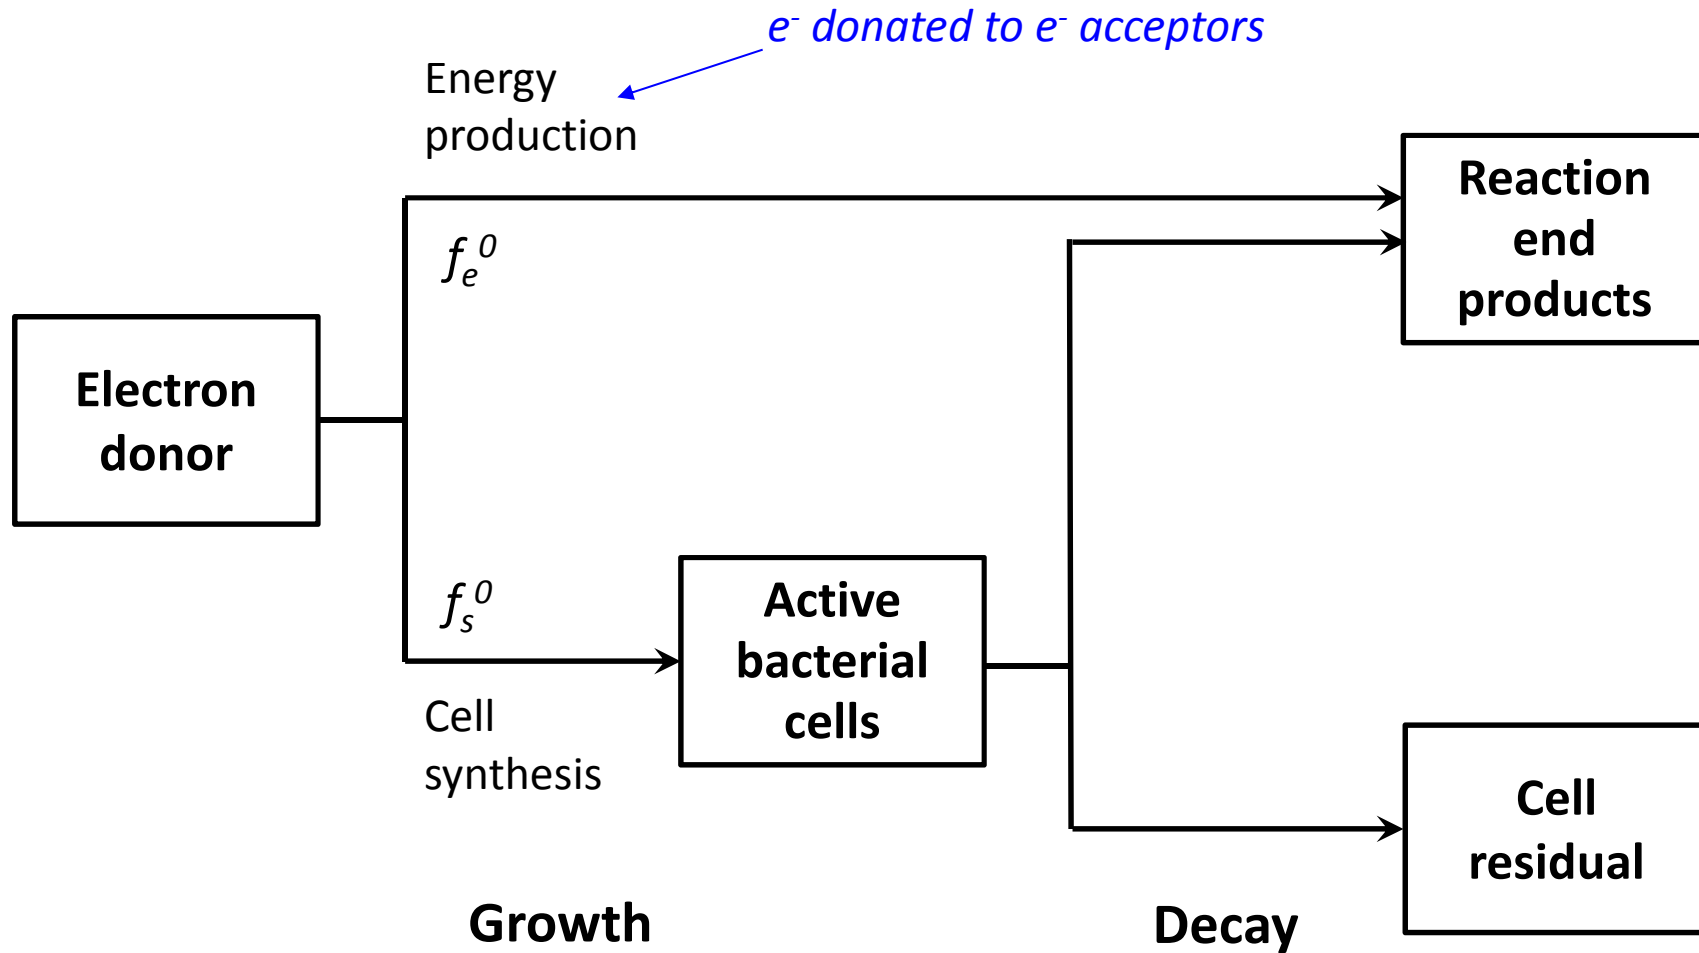 e⁻ donated to e⁻ acceptors
Energy
production
Reaction
end
products
fₑ⁰
Electron
donor
fₛ⁰
Active
bacterial
cells
Cell
synthesis
Cell
residual
Growth
Decay